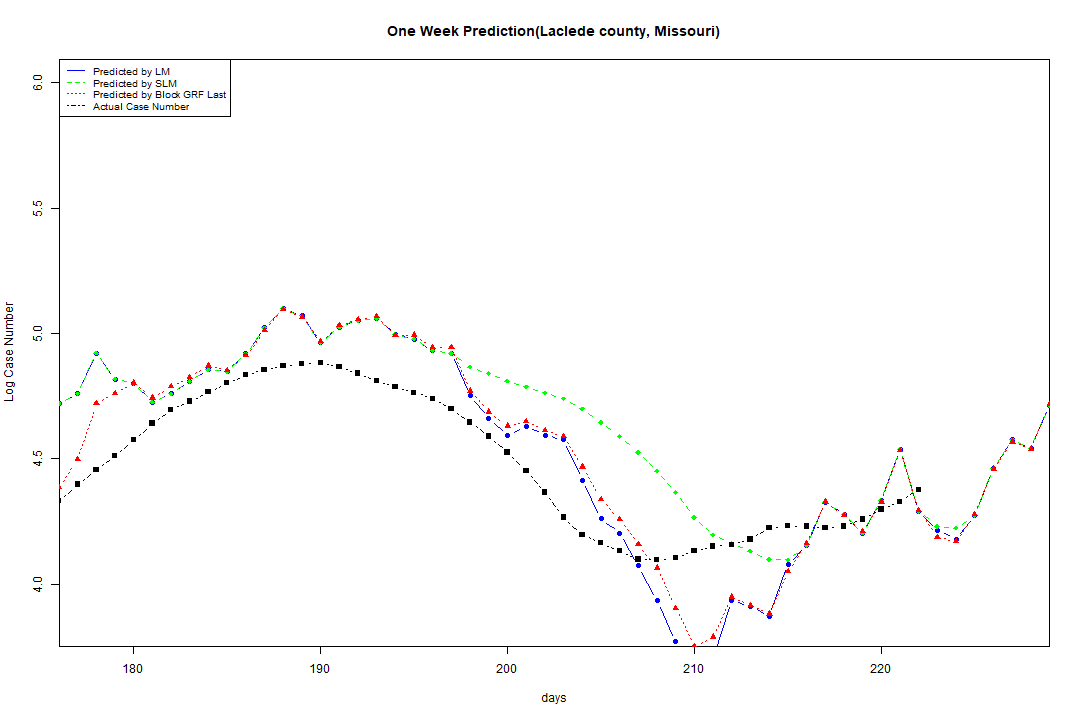 One Week Prediction(Laclede county, Missouri)
Predicted by LM
Predicted by SLM
Predicted by Block GRF Last
Actual Case Number
6.0
5.5
5.0
4.5
4.0
Log Case Number
180 190 200 210 220
days